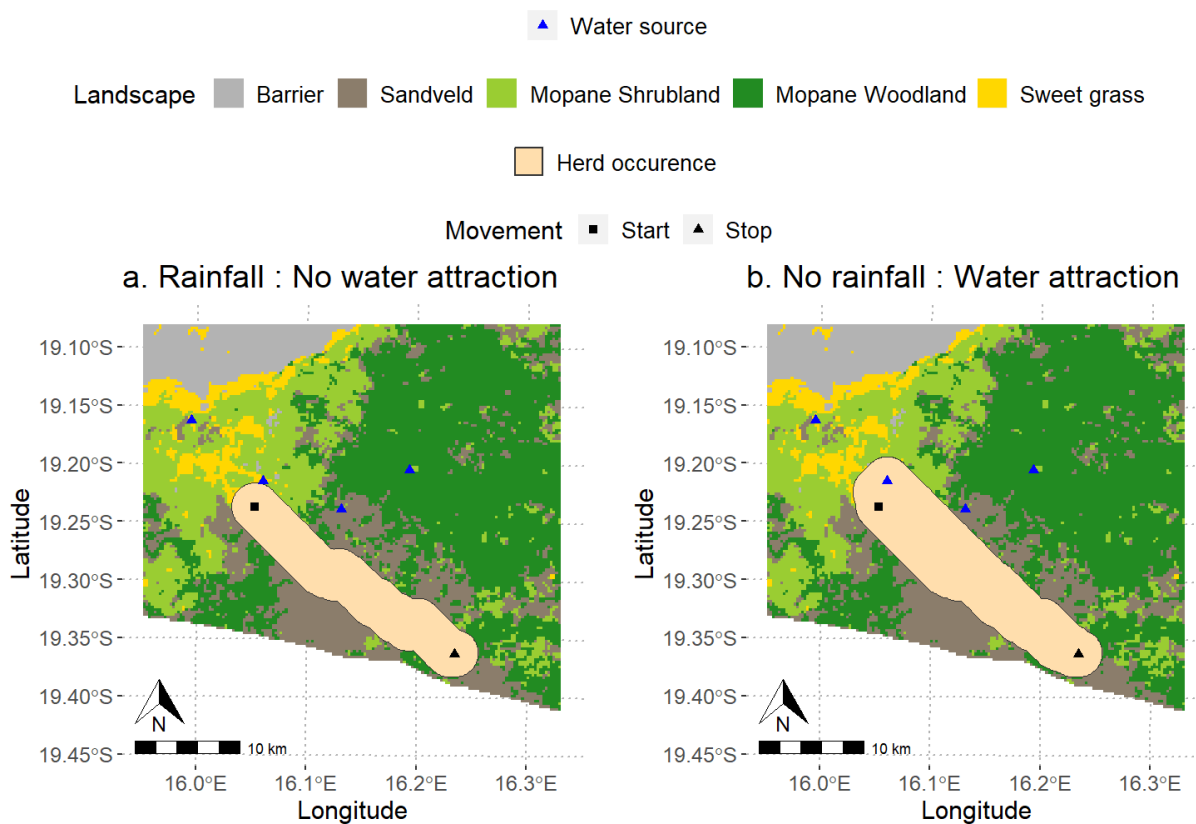 Water source
Landscape Barrier Sandveld Mopane Shrubland Mopane Woodland Sweet grass
Herd occurence
Movement Start Stop
a. Rainfall : No water attraction
19.10°S
19.15°S
19.20°S
19.25°S
19.30°S
19.35°S
19.40°S
19.45°S
Latitude
N
10 km
16.0°E 16.1°E 16.2°E 16.3°E
Longitude
b. No rainfall : Water attraction
19.10°S
19.15°S
19.20°S
19.25°S
19.30°S
19.35°S
19.40°S
19.45°S
Latitude
N
10 km
16.0°E 16.1°E 16.2°E 16.3°E
Longitude